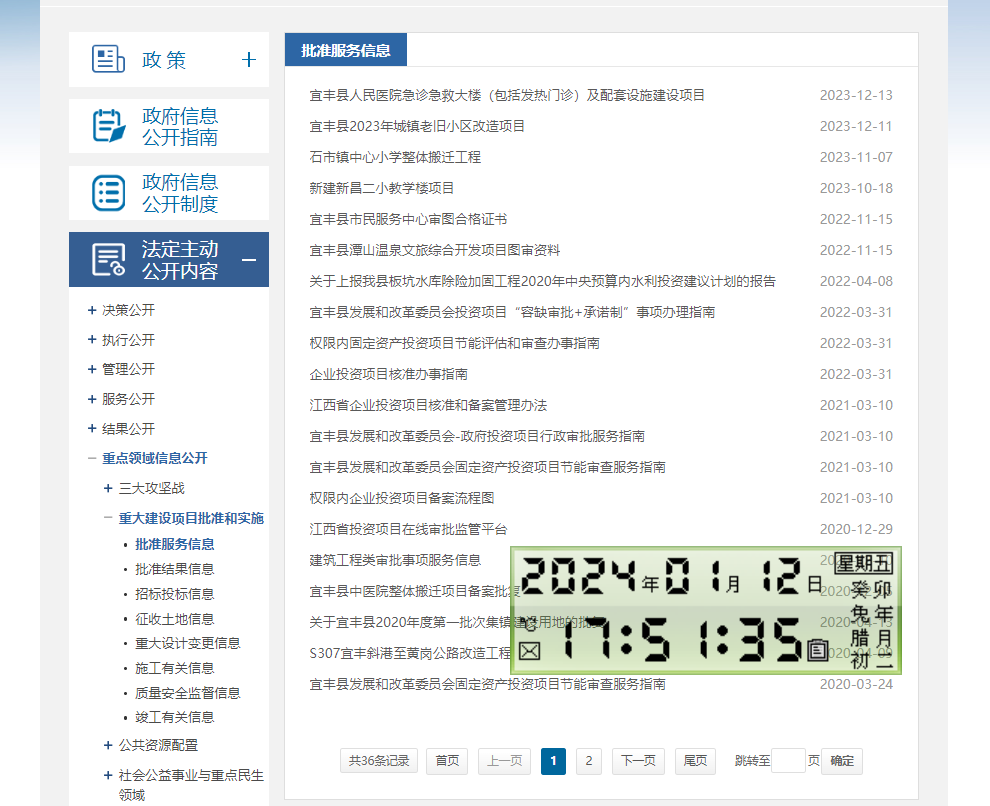 政 策
政府信息
公开指南
政府信息
公开制度
法定主动
公开内容
决策公开
执行公开
管理公开
服务公开
结果公开
重点领域信息公开
三大攻坚战
重大建设项目批准和实施
批准服务信息
批准结果信息
招标投标信息
征收土地信息
重大设计变更信息
施工有关信息
质量安全监督信息
竣工有关信息
公共资源配置
社会公益事业与重点民生
领域
批准服务信息
宜丰县人民医院急诊急救大楼（包括发热门诊）及配套设施建设项目 2023-12-13
宜丰县2023年城镇老旧小区改造项目 2023-12-11
石市镇中心小学整体搬迁工程 2023-11-07
新建新昌二小教学楼项目 2023-10-18
宜丰县市民服务中心审图合格证书 2022-11-15
宜丰县潭山温泉文旅综合开发项目图审资料 2022-11-15
关于上报我县板坑水库除险加固工程2020年中央预算内水利投资建议计划的报告 2022-04-08
宜丰县发展和改革委员会投资项目“容缺审批+承诺制”事项办理指南 2022-03-31
权限内固定资产投资项目节能评估和审查办事指南 2022-03-31
企业投资项目核准办事指南 2022-03-31
江西省企业投资项目核准和备案管理办法 2021-03-10
宜丰县发展和改革委员会-政府投资项目行政审批服务指南 2021-03-10
宜丰县发展和改革委员会固定资产投资项目节能审查服务指南 2021-03-10
权限内企业投资项目备案流程图 2021-03-10
江西省投资项目在线审批监管平台 2020-12-29
建筑工程类审批事项服务信息
宜丰县中医院整体搬迁项目备案批复
关于宜丰县2020年度第一批次集镇建设用地的批复 2020-04-13
S307宜丰斜港至黄岗公路改造工程 2020-04-09
宜丰县发展和改革委员会固定资产投资项目节能审查服务指南 2020-03-24
2024年01月12日 星期五
17:51:35
癸卯
兔年
腊月
初二
共36条记录 首页 上一页 1 2 下一页 尾页 跳转至 页 确定